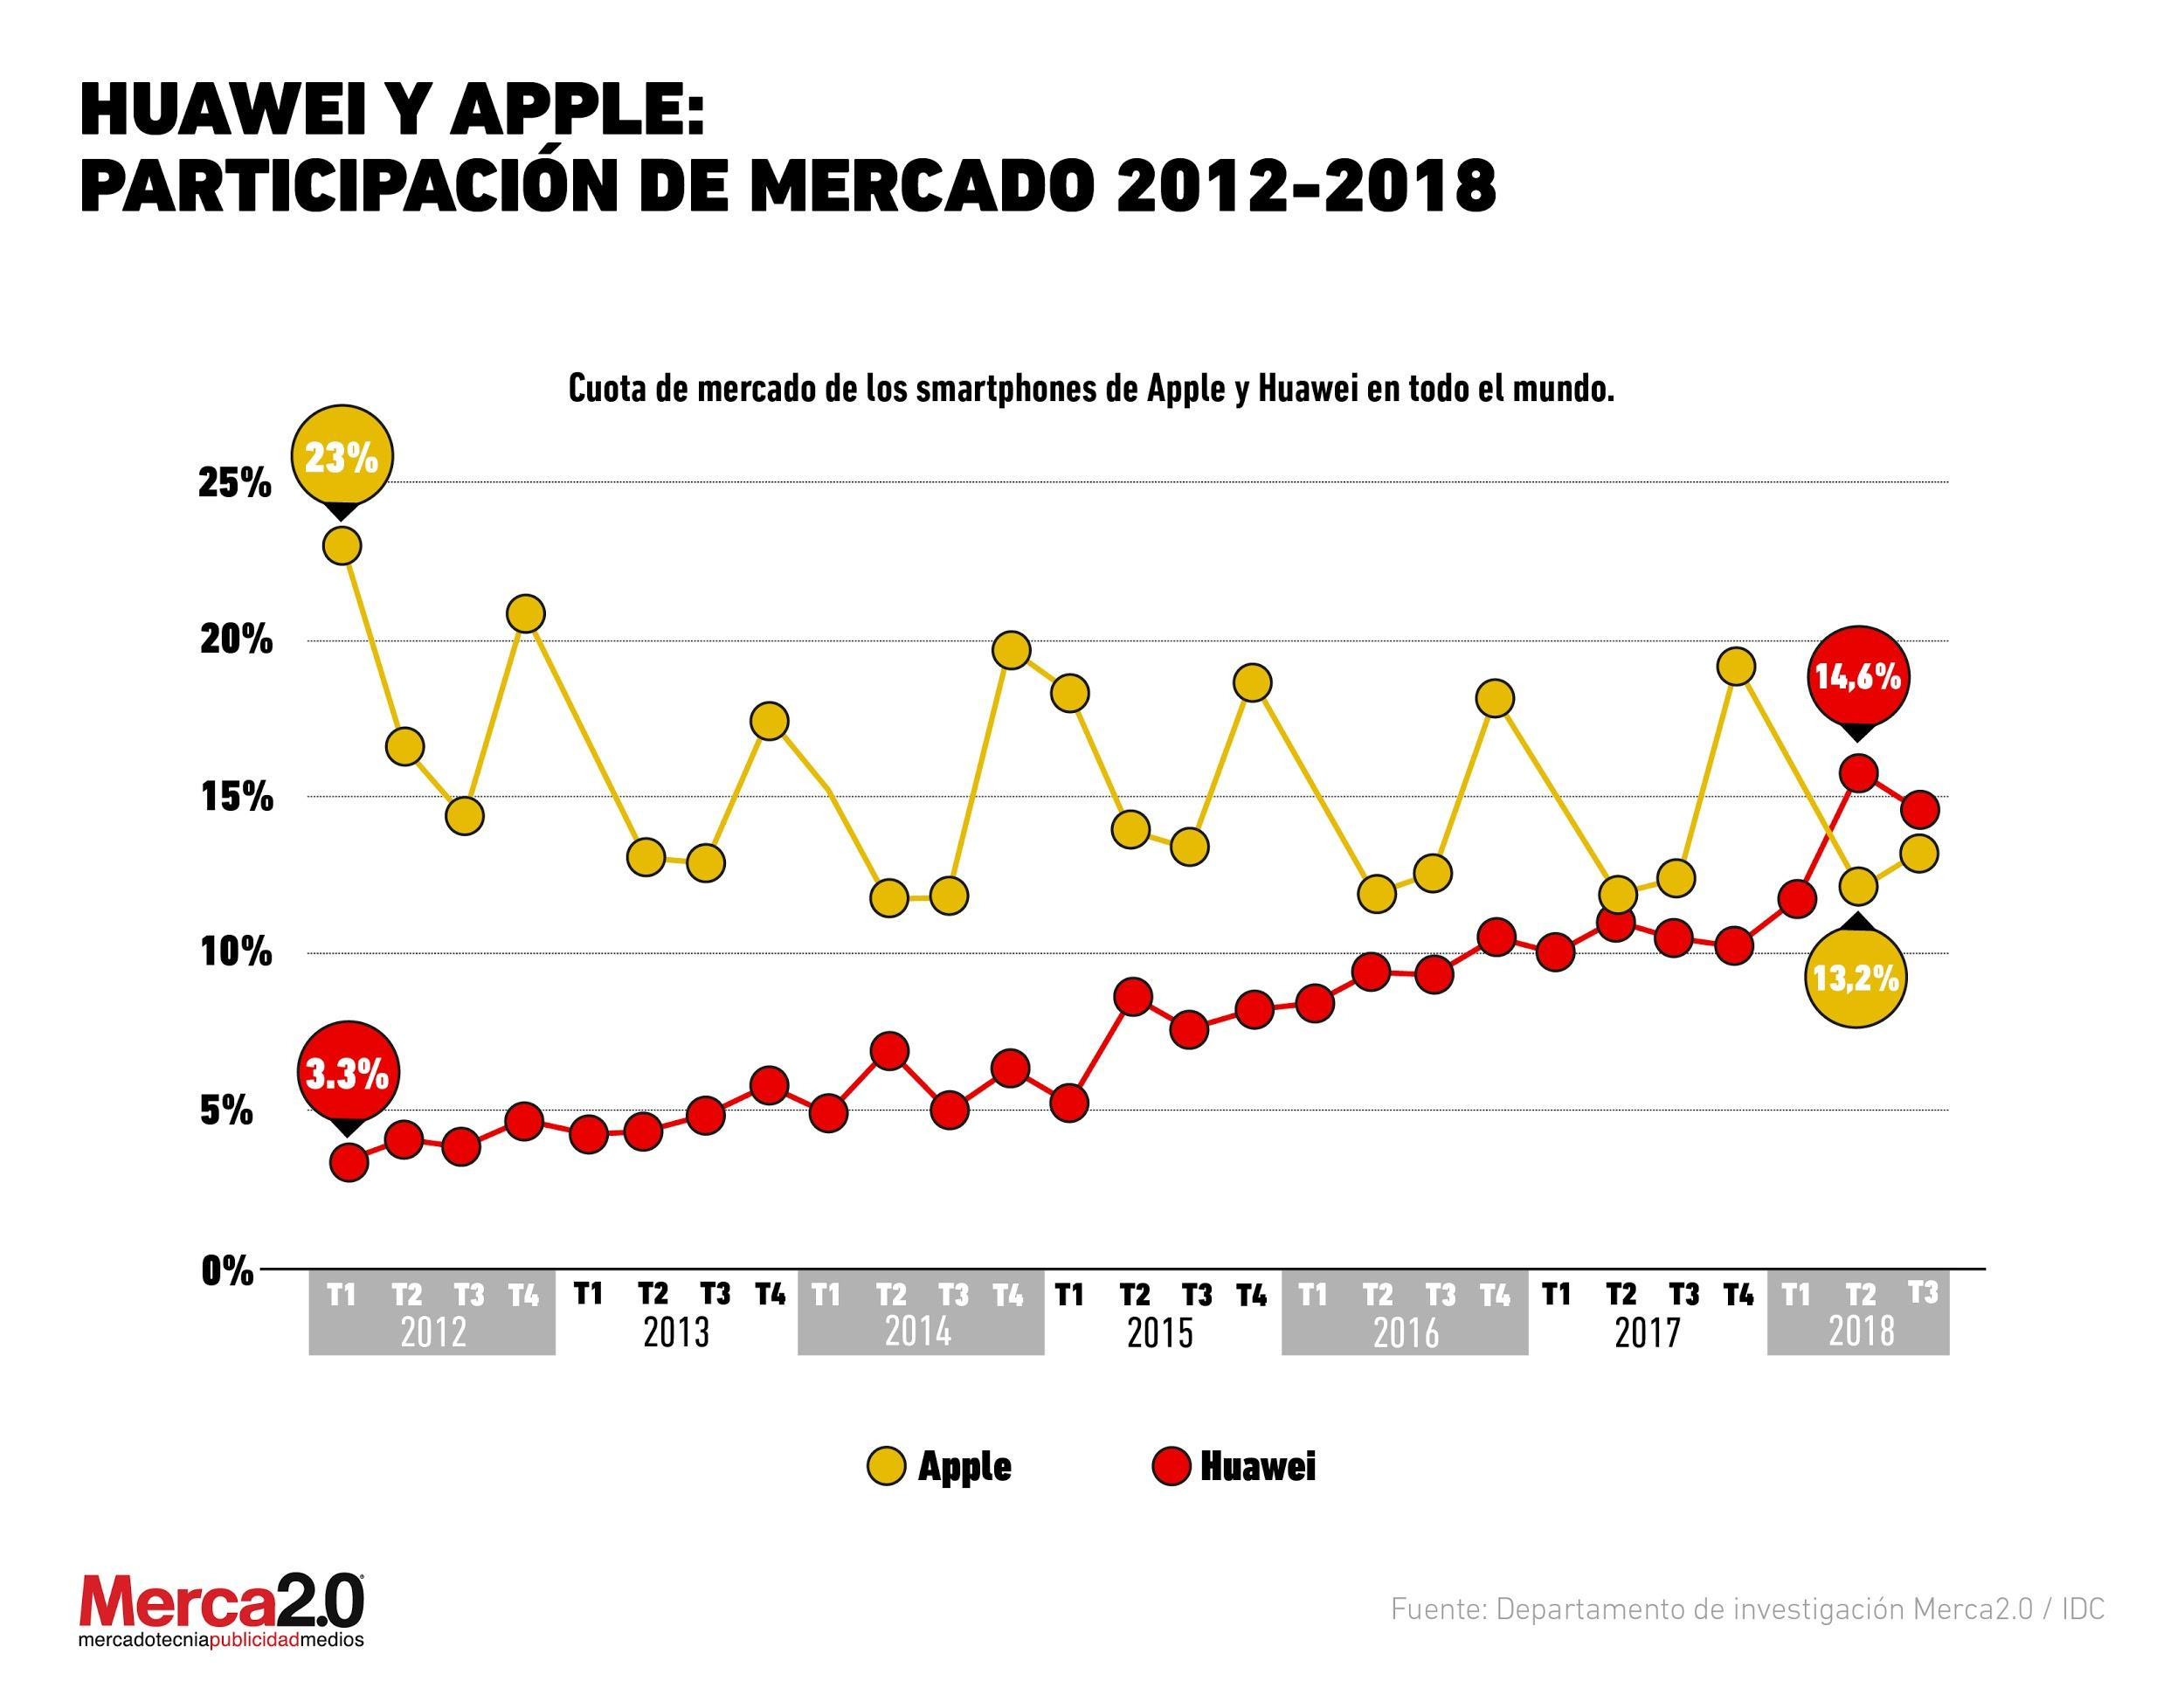 HUAWEI Y APPLE:
PARTICIPACIÓN DE MERCADO 2012-2018
Cuota de mercado de los smartphones de Apple y Huawei en todo el mundo.
23%
25%
20%
14,6%
15%
10%
13,2%
3.3%
5%
0%
T1 T2 T3 T4 T1 T2 T3 T4 T1 T2 T3 T4 T1 T2 T3 T4 T1 T2 T3 T4 T1 T2 T3 T4 T1 T2 T3
2012 2013 2014 2015 2016 2017 2018
Apple Huawei
Merca2.0
mercadotecniapublicidadmedios
Fuente: Departamento de investigación Merca2.0 / IDC